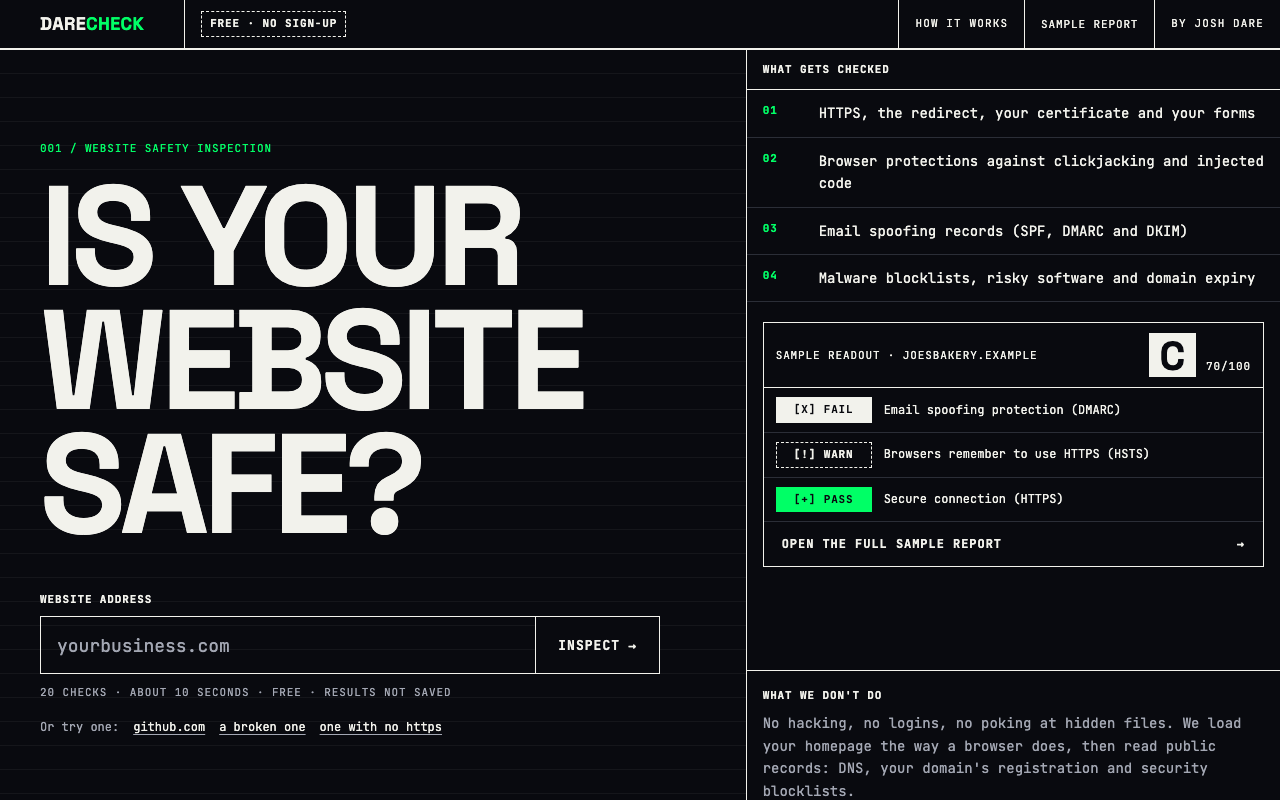 DARECHECK
FREE · NO SIGN-UP
HOW IT WORKS
SAMPLE REPORT
BY JOSH DARE
001 / WEBSITE SAFETY INSPECTION
IS YOUR
WEBSITE
SAFE?
WEBSITE ADDRESS
yourbusiness.com
INSPECT →
20 CHECKS · ABOUT 10 SECONDS · FREE · RESULTS NOT SAVED
Or try one: github.com a broken one one with no https
WHAT GETS CHECKED
01 HTTPS, the redirect, your certificate and your forms
02 Browser protections against clickjacking and injected
code
03 Email spoofing records (SPF, DMARC and DKIM)
04 Malware blocklists, risky software and domain expiry
SAMPLE READOUT · JOESBAKERY.EXAMPLE C 70/100
[X] FAIL Email spoofing protection (DMARC)
[!] WARN Browsers remember to use HTTPS (HSTS)
[+] PASS Secure connection (HTTPS)
OPEN THE FULL SAMPLE REPORT →
WHAT WE DON'T DO
No hacking, no logins, no poking at hidden files. We load
your homepage the way a browser does, then read public
records: DNS, your domain's registration and security
blocklists.